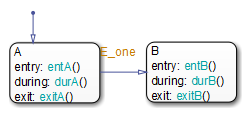 A
entry: entA()
during: durA()
exit: exitA()
E_one
B
entry: entB()
during: durB()
exit: exitB()